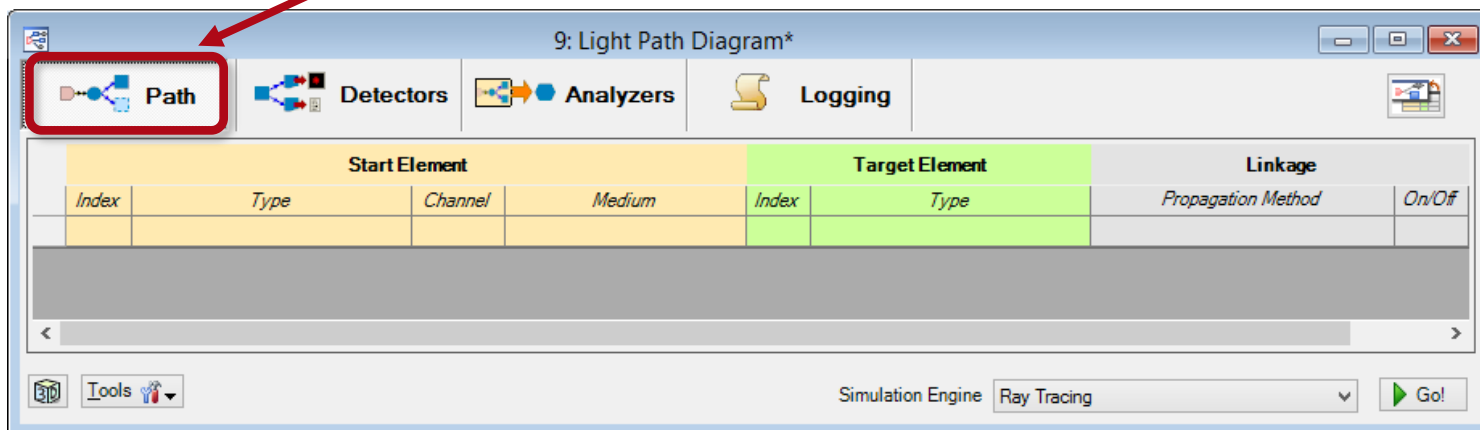 9: Light Path Diagram*
Path Detectors Analyzers Logging
Start Element Target Element Linkage
Index Type Channel Medium Index Type Propagation Method On/Off
3D Tools Simulation Engine Ray Tracing Go!